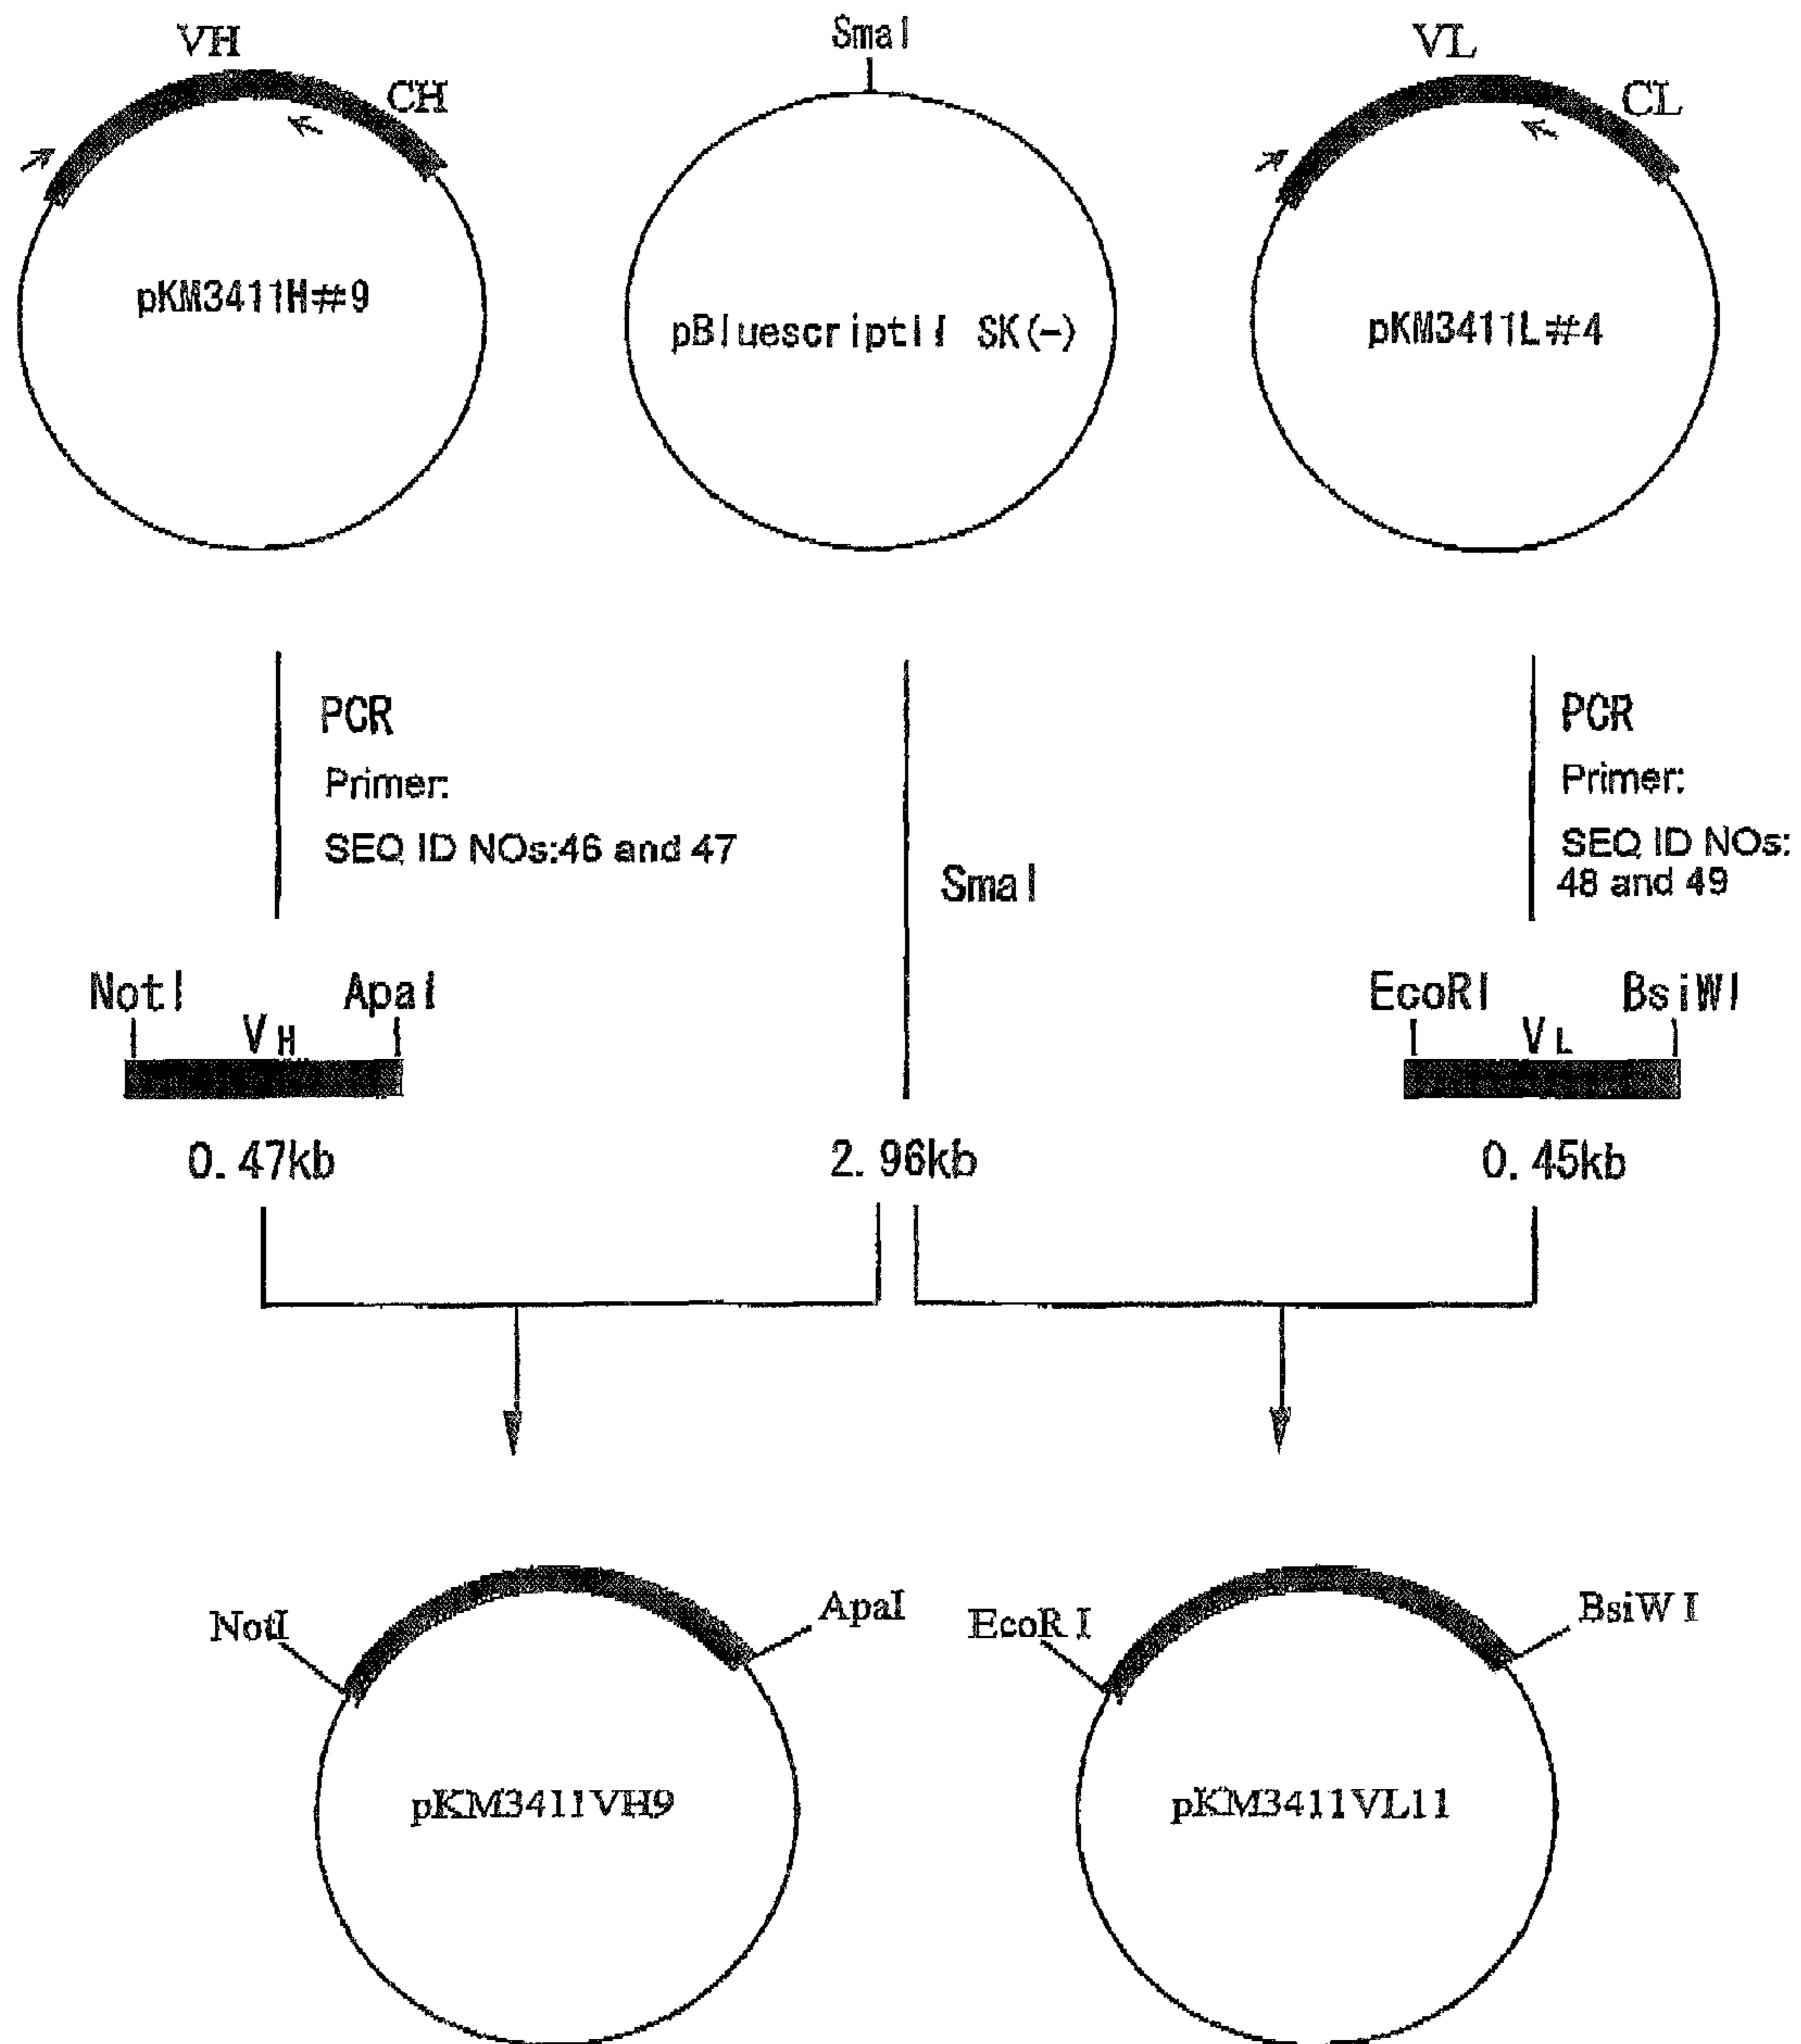 VH
CH
pKM3411H#9
SmaI
pBluescriptII SK(-)
VL
CL
pKM3411L#4
PCR
Primer:
SEQ ID NOs:46 and 47
SmaI
PCR
Primer:
SEQ ID NOs:
48 and 49
NotI
ApaI
VH
0.47kb
2.96kb
EcoRI
BsiWI
VL
0.45kb
NotI
ApaI
pKM3411VH9
EcoR I
BsiW I
pKM3411VL11